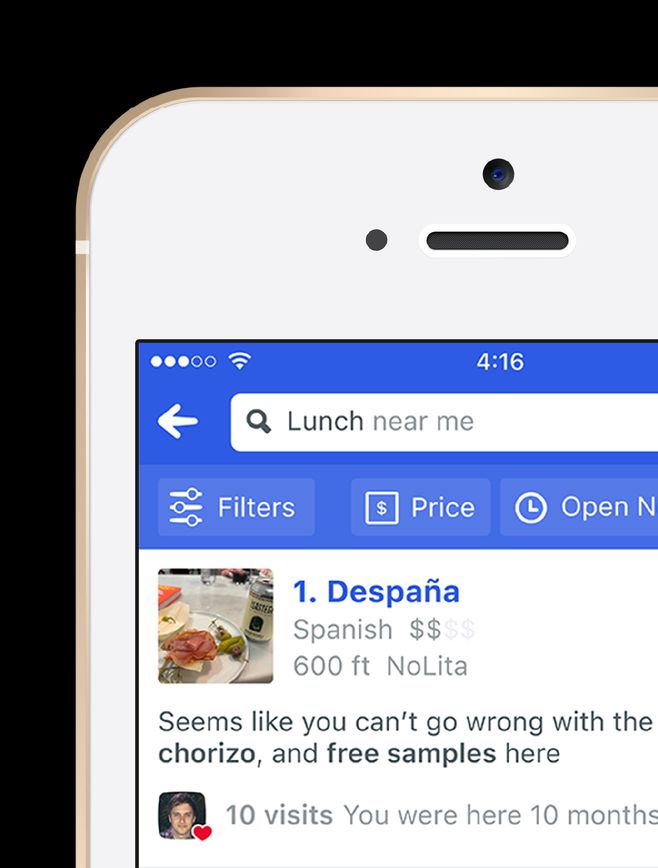 4:16
Lunch near me
Filters
$ Price
Open N
1. Despaña
Spanish $$$$
600 ft NoLita
Seems like you can’t go wrong with the
chorizo, and free samples here
10 visits You were here 10 months